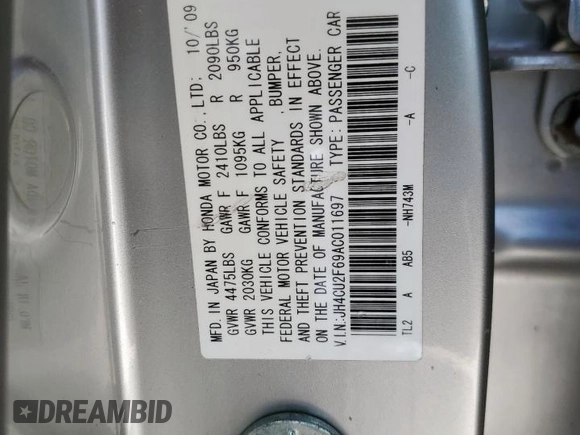 MFD. IN JAPAN BY HONDA MOTOR CO., LTD; 10/ 09
GVWR 4475LBS GAWR F 2410LBS R 2090LBS
GVWR 2030KG GAWR F 1095KG R 950KG
THIS VEHICLE CONFORMS TO ALL APPLICABLE
FEDERAL MOTOR VEHICLE SAFETY , BUMPER,
AND THEFT PREVENTION STANDARDS IN EFFECT
ON THE DATE OF MANUFACTURE SHOWN ABOVE.
V.I.N:JH4CU2F69AC011697 TYPE: PASSENGER CAR
TL2 A AB5 -NH743M -A -C
DREAMBID